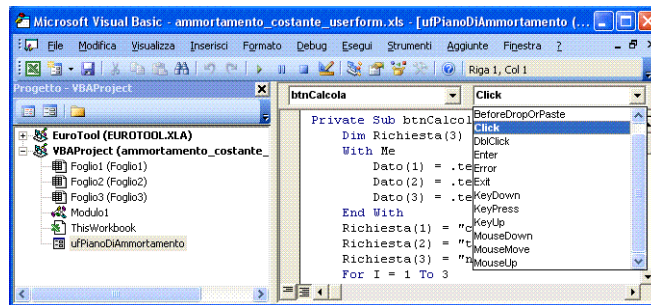 Microsoft Visual Basic - ammortamento_costante_userform.xls - [ufPianoDiAmmortamento (...
File Modifica Visualizza Inserisci Formato Debug Esegui Strumenti Aggiunte Finestra ?
Riga 1, Col 1
Progetto - VBAProject
EuroTool (EUROTOOL.XLA)
VBAProject (ammortamento_costante_
Foglio1 (Foglio1)
Foglio2 (Foglio2)
Foglio3 (Foglio3)
Modulo1
ThisWorkbook
ufPianoDiAmmortamento
btnCalcola
Click
Private Sub btnCalcol
Dim Richiesta(3)
With Me
Dato(1) = .te
Dato(2) = .te
Dato(3) = .te
End With
Richiesta(1) = "c
Richiesta(2) = "t
Richiesta(3) = "n
For I = 1 To 3
BeforeDropOrPaste
Click
DblClick
Enter
Error
Exit
KeyDown
KeyPress
KeyUp
MouseDown
MouseMove
MouseUp